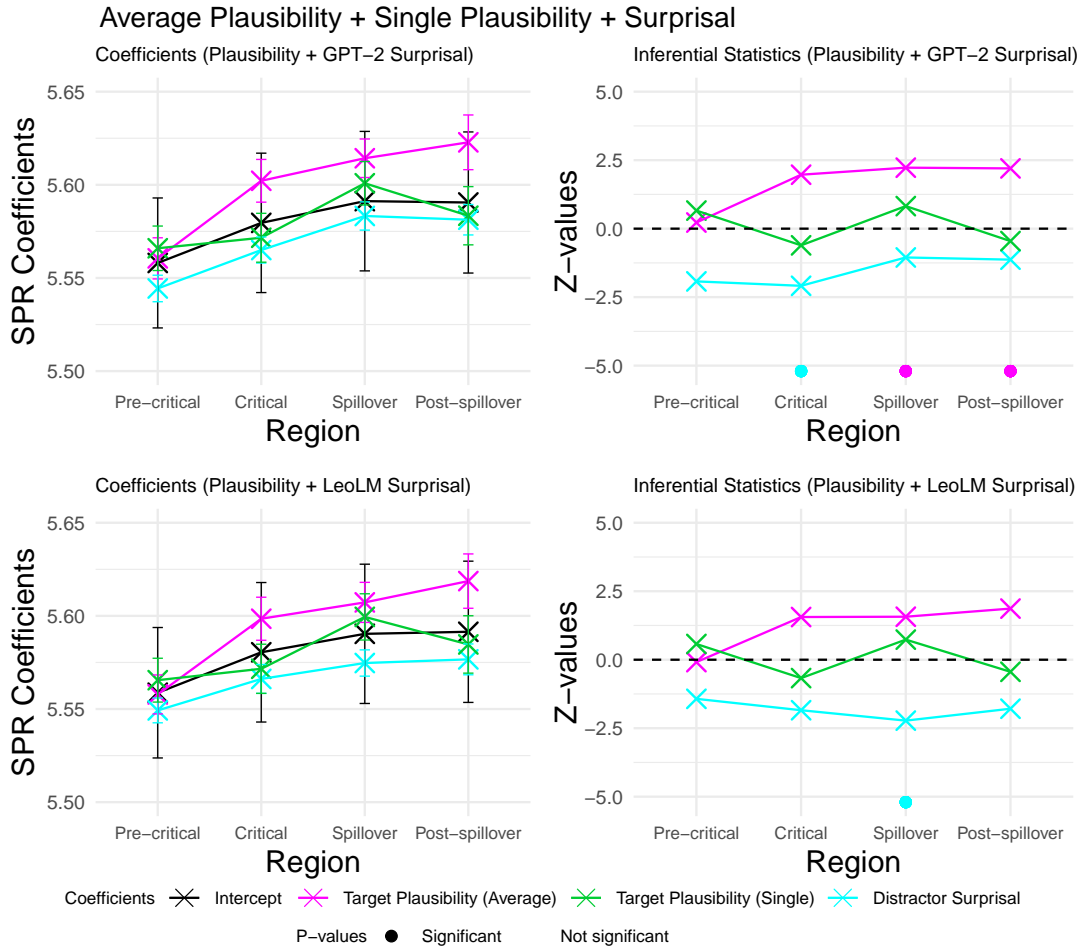 Average Plausibility + Single Plausibility + Surprisal
Coefficients (Plausibility + GPT−2 Surprisal)
SPR Coefficients
5.65
5.60
5.55
5.50
Pre−critical Critical Spillover Post−spillover
Region
Inferential Statistics (Plausibility + GPT−2 Surprisal)
Z−values
5.0
2.5
0.0
−2.5
−5.0
Pre−critical Critical Spillover Post−spillover
Region
Coefficients (Plausibility + LeoLM Surprisal)
SPR Coefficients
5.65
5.60
5.55
5.50
Pre−critical Critical Spillover Post−spillover
Region
Inferential Statistics (Plausibility + LeoLM Surprisal)
Z−values
5.0
2.5
0.0
−2.5
−5.0
Pre−critical Critical Spillover Post−spillover
Region
Coefficients Intercept Target Plausibility (Average) Target Plausibility (Single) Distractor Surprisal
P−values Significant Not significant